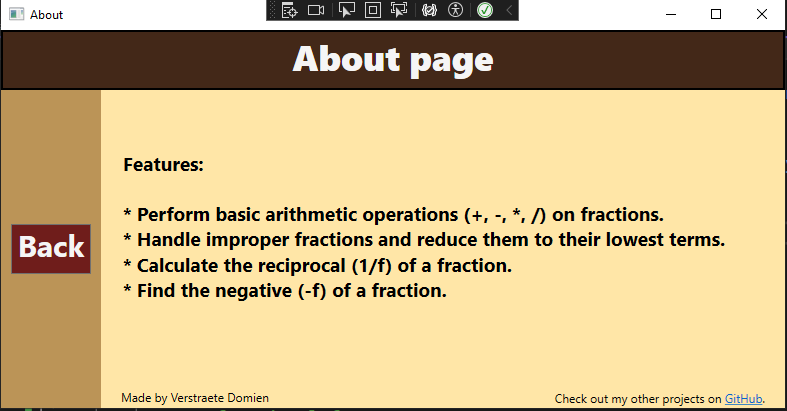 About
About page
Features:
* Perform basic arithmetic operations (+, -, *, /) on fractions.
* Handle improper fractions and reduce them to their lowest terms.
Back
* Calculate the reciprocal (1/f) of a fraction.
* Find the negative (-f) of a fraction.
Made by Verstraete Domien
Check out my other projects on GitHub.